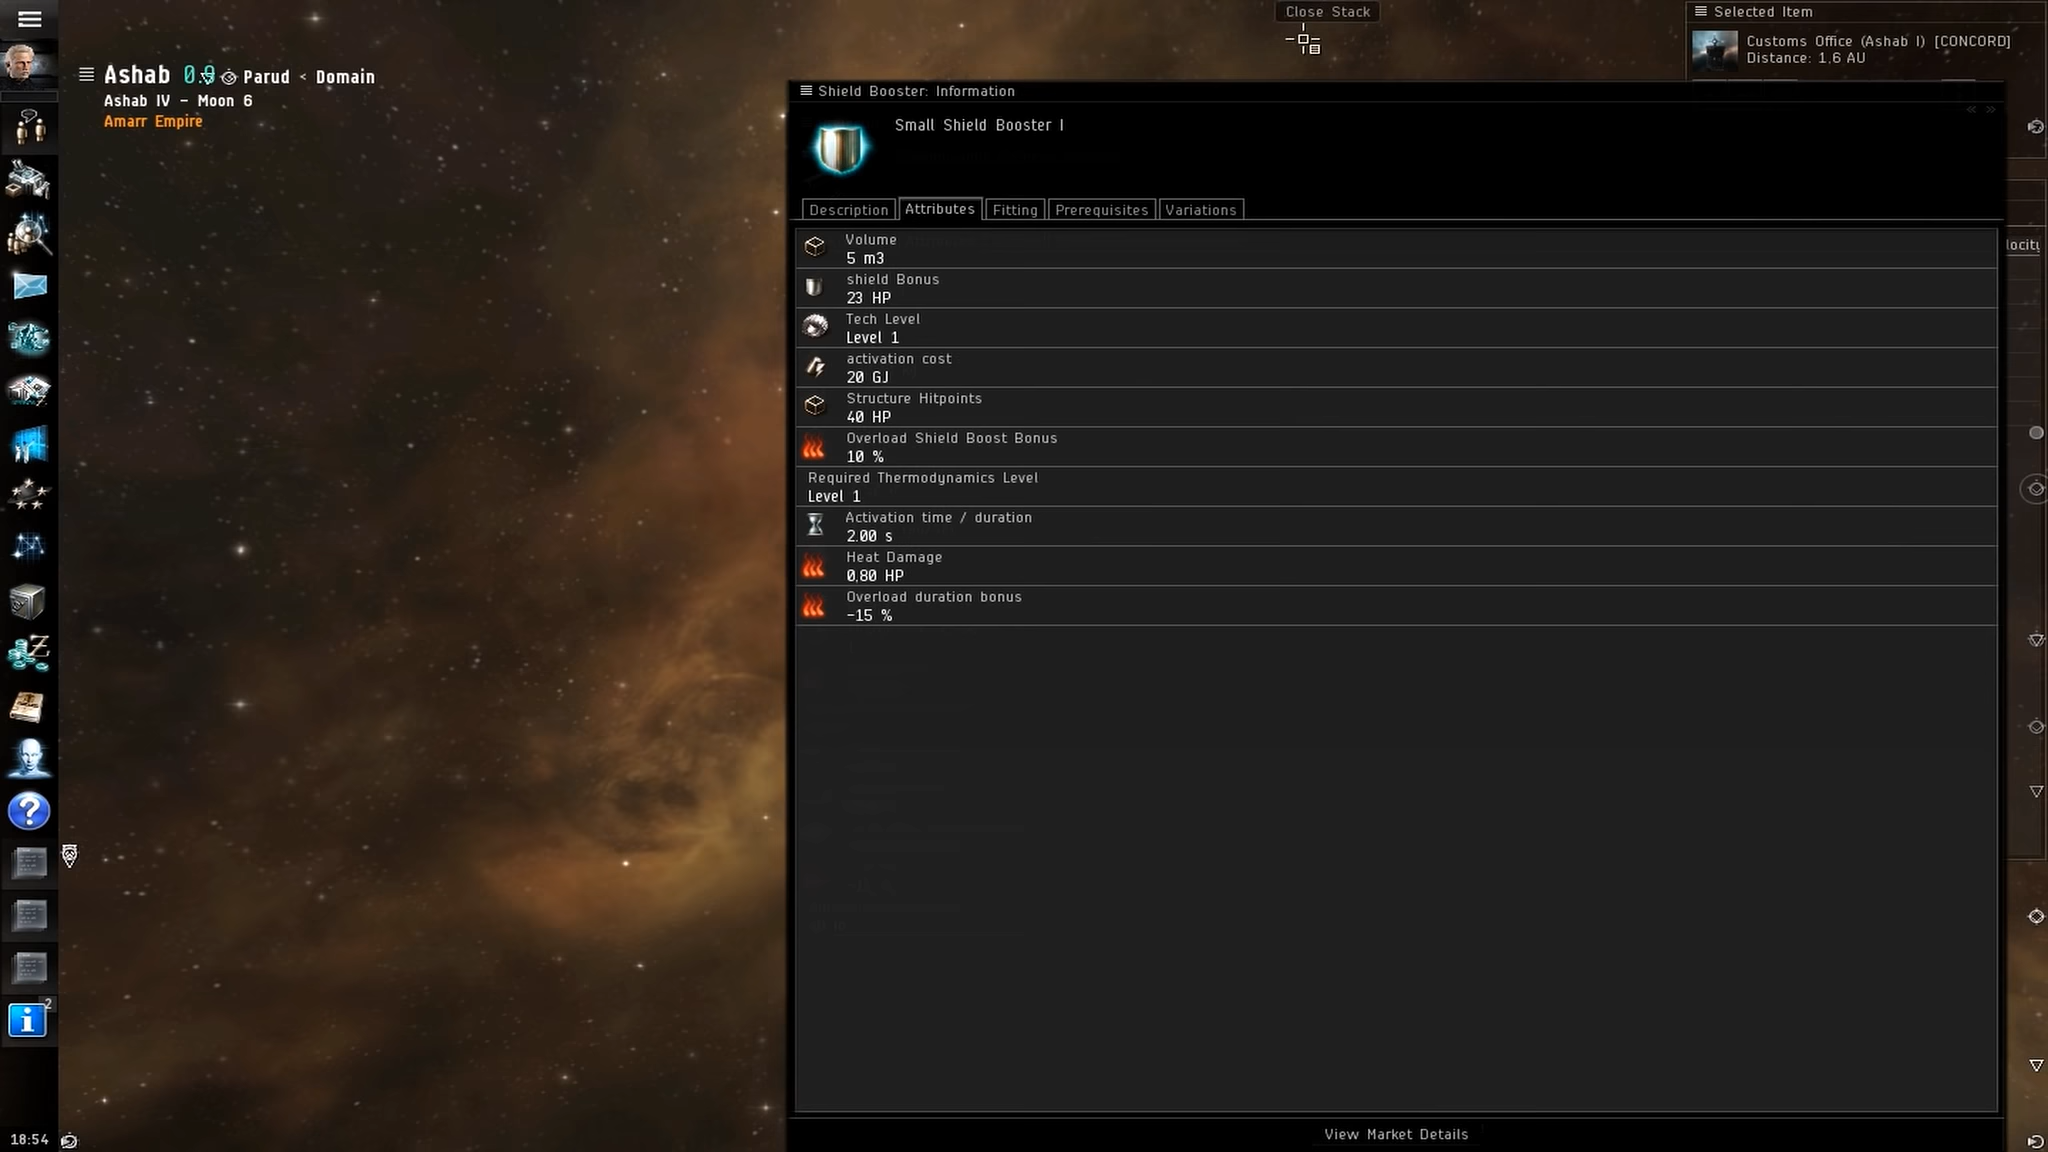 Close Stack
Selected Item
Customs Office (Ashab I) [CONCORD]
Distance: 1,6 AU
Ashab
Parud < Domain
Ashab IV - Moon 6
Amarr Empire
Shield Booster: Information
Small Shield Booster I
Description
Attributes
Fitting
Prerequisites
Variations
Volume
5 m3
shield Bonus
23 HP
Tech Level
Level 1
activation cost
20 GJ
Structure Hitpoints
40 HP
Overload Shield Boost Bonus
10 %
Required Thermodynamics Level
Level 1
Activation time / duration
2.00 s
Heat Damage
0,80 HP
Overload duration bonus
-15 %
locity
2
18:54
View Market Details